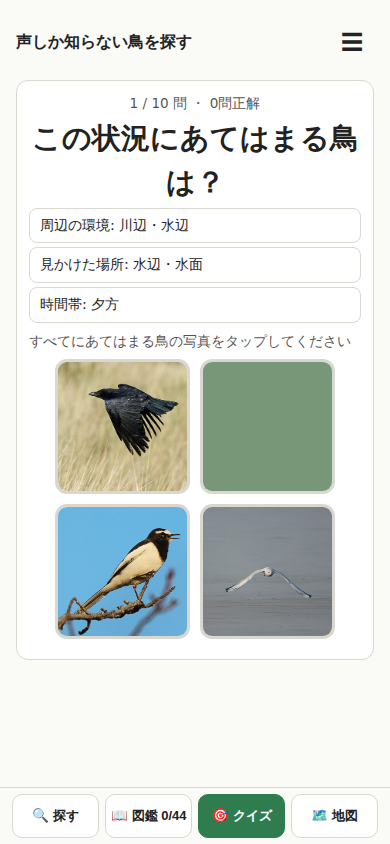 声しか知らない鳥を探す
☰
1 / 10 問 ・ 0問正解
この状況にあてはまる鳥
は？
周辺の環境: 川辺・水辺
見かけた場所: 水辺・水面
時間帯: 夕方
すべてにあてはまる鳥の写真をタップしてください
🔍 探す
📖 図鑑 0/44
🎯 クイズ
🗺️ 地図